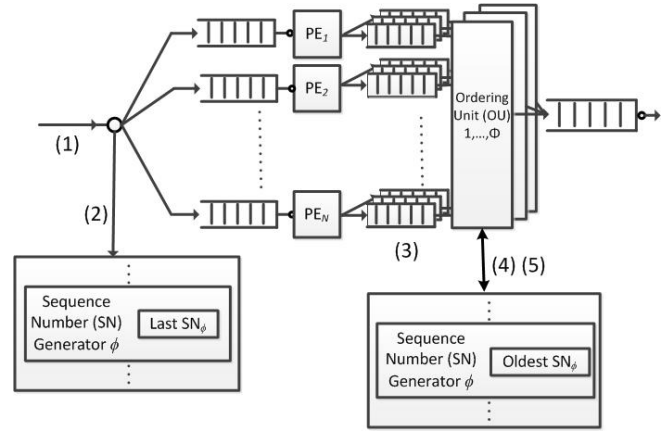 PE1
PE2
PEN
Ordering
Unit (OU)
1,...,Φ
(1)
(2)
(3)
(4) (5)
Sequence
Number (SN)
Generator ϕ
Last SNϕ
Sequence
Number (SN)
Generator ϕ
Oldest SNϕ